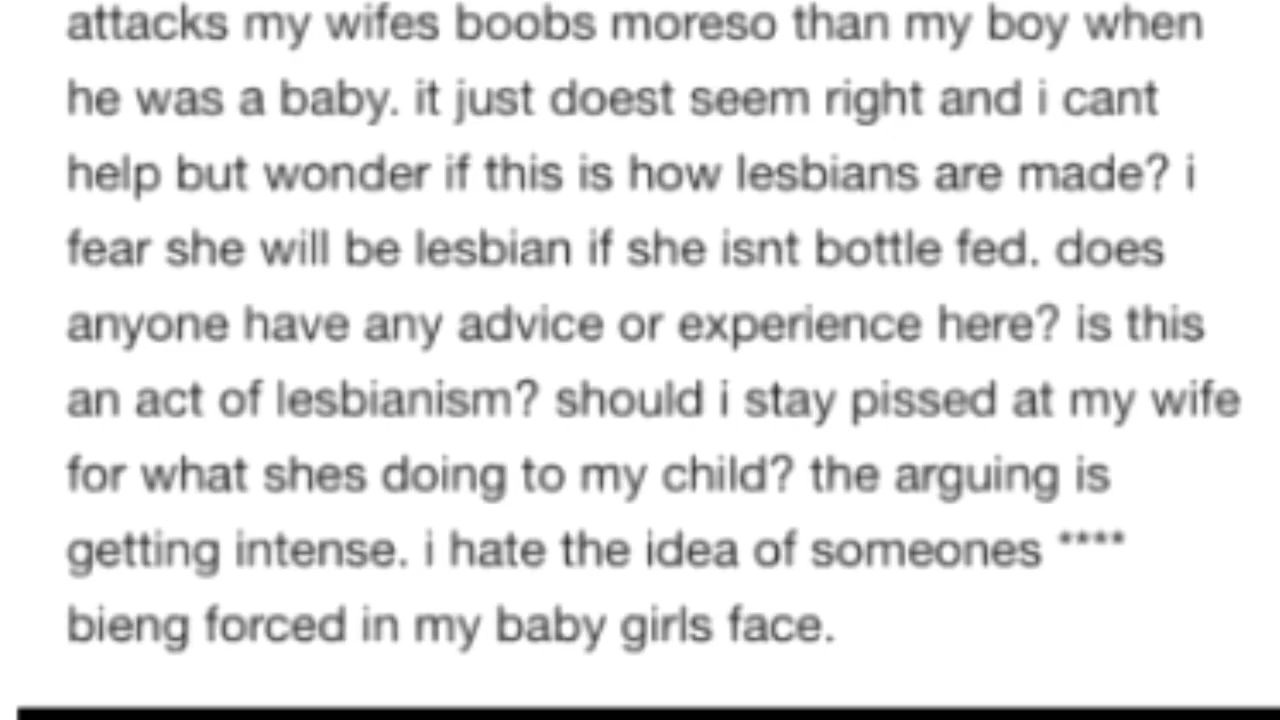 attacks my wifes boobs moreso than my boy when
he was a baby. it just doest seem right and i cant
help but wonder if this is how lesbians are made? i
fear she will be lesbian if she isnt bottle fed. does
anyone have any advice or experience here? is this
an act of lesbianism? should i stay pissed at my wife
for what shes doing to my child? the arguing is
getting intense. i hate the idea of someones ****
bieng forced in my baby girls face.